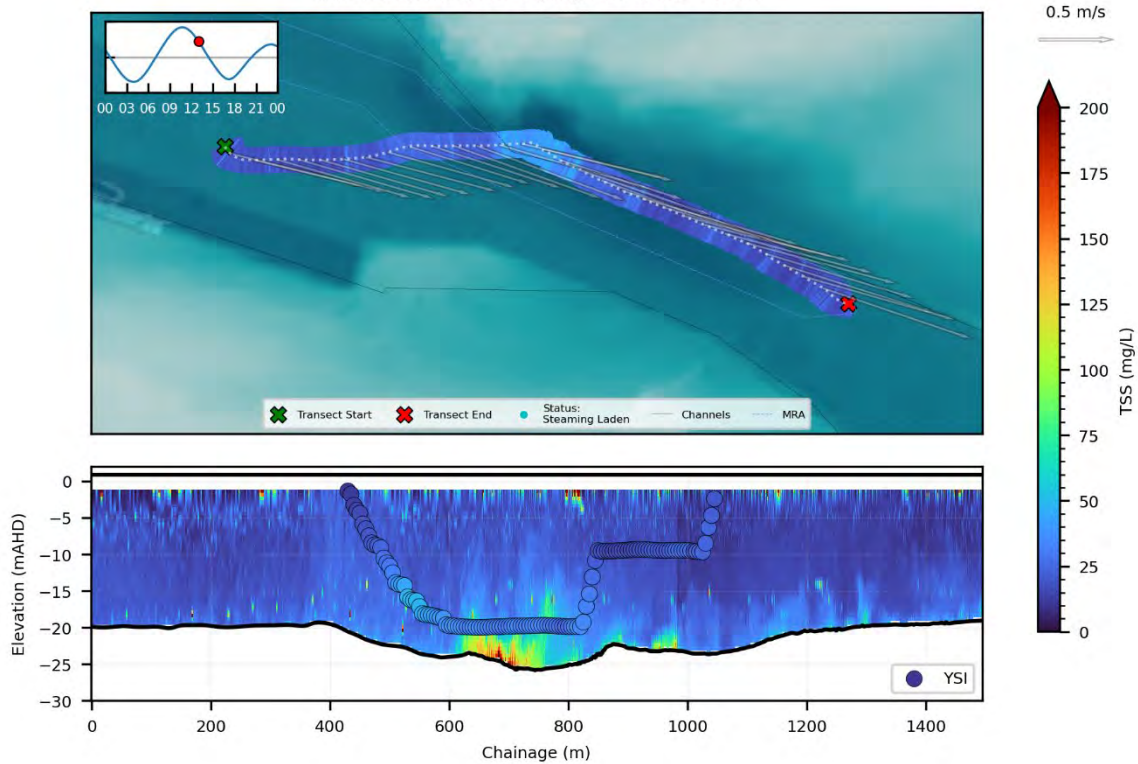 0.5 m/s
00 03 06 09 12 15 18 21 00
Transect Start
Transect End
Status:
Steaming Laden
Channels
MRA
200
175
150
125
100
75
50
25
0
TSS (mg/L)
0
−5
−10
−15
−20
−25
−30
Elevation (mAHD)
YSI
0 200 400 600 800 1000 1200 1400
Chainage (m)